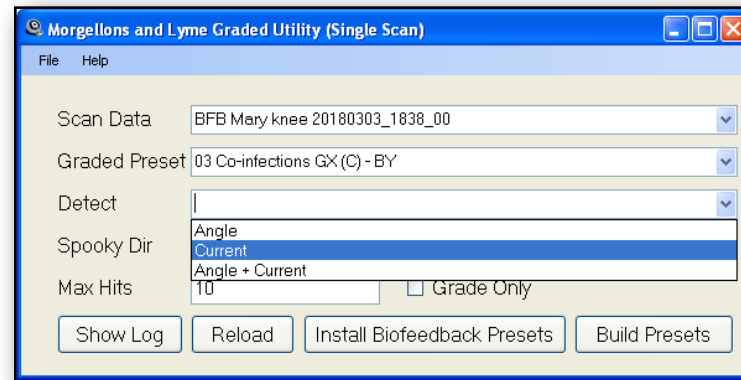 Morgellons and Lyme Graded Utility (Single Scan)
File Help
Scan Data BFB Mary knee 20180303_1838_00
Graded Preset 03 Co-infections GX (C) - BY
Detect
Angle
Spooky Dir Current
Angle + Current
Max Hits 10 Grade Only
Show Log Reload Install Biofeedback Presets Build Presets